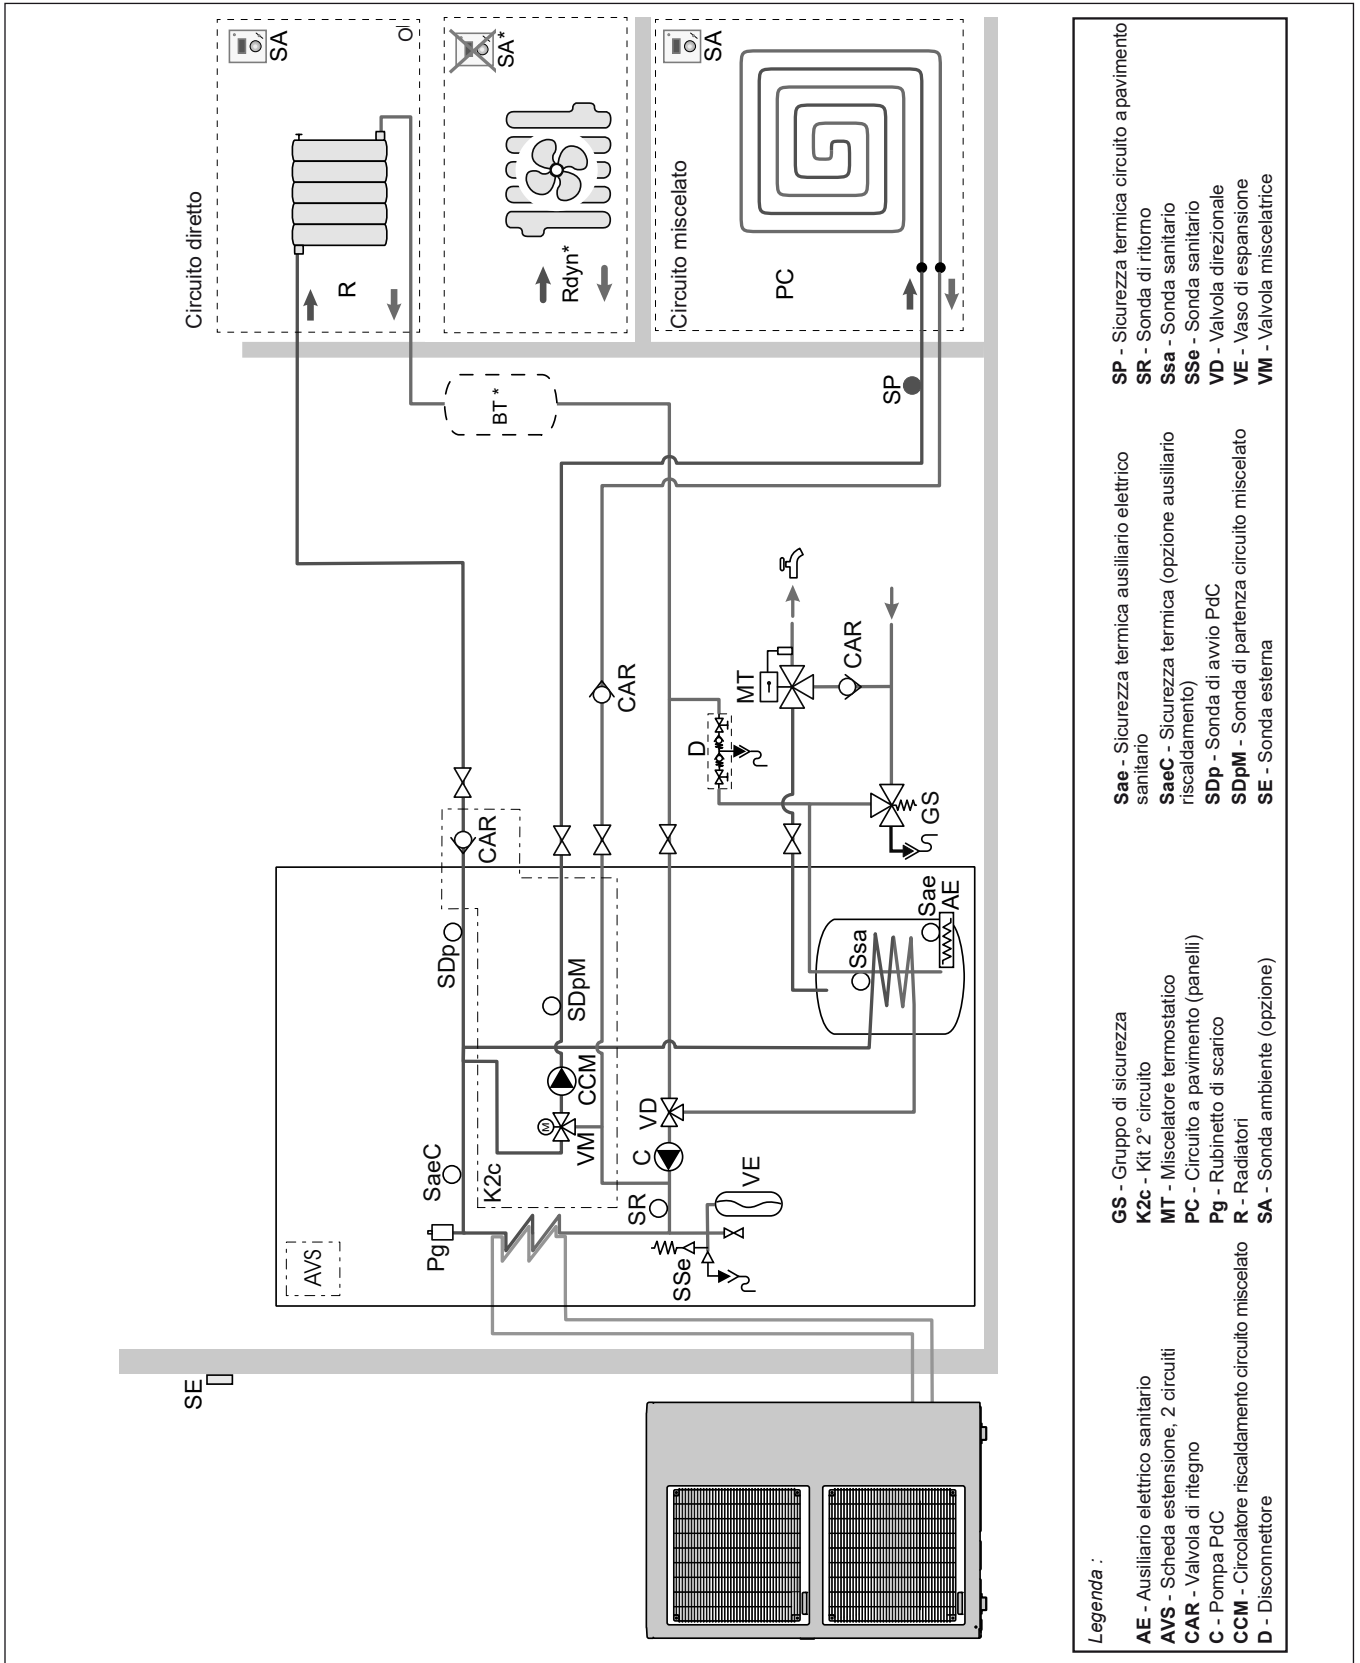 SE
AVS
Pg
SaeC
K2c
SDp
CAR
SDpM
CCM
VM
M
C
VD
SR
SSe
VE
Ssa
Sae
AE
CAR
D
MT
CAR
GS
BT *
SP
Circuito diretto
R
SA
Ol
Rdyn*
SA*
Circuito miscelato
PC
SA
Legenda :
AE - Ausiliario elettrico sanitario
AVS - Scheda estensione, 2 circuiti
CAR - Valvola di ritegno
C - Pompa PdC
CCM - Circolatore riscaldamento circuito miscelato
D - Disconnettore
GS - Gruppo di sicurezza
K2c - Kit 2° circuito
MT - Miscelatore termostatico
PC - Circuito a pavimento (panelli)
Pg - Rubinetto di scarico
R - Radiatori
SA - Sonda ambiente (opzione)
Sae - Sicurezza termica ausiliario elettrico
sanitario
SaeC - Sicurezza termica (opzione ausiliario
riscaldamento)
SDp - Sonda di avvio PdC
SDpM - Sonda di partenza circuito miscelato
SE - Sonda esterna
SP - Sicurezza termica circuito a pavimento
SR - Sonda di ritorno
Ssa - Sonda sanitario
SSe - Sonda sanitario
VD - Valvola direzionale
VE - Vaso di espansione
VM - Valvola miscelatrice